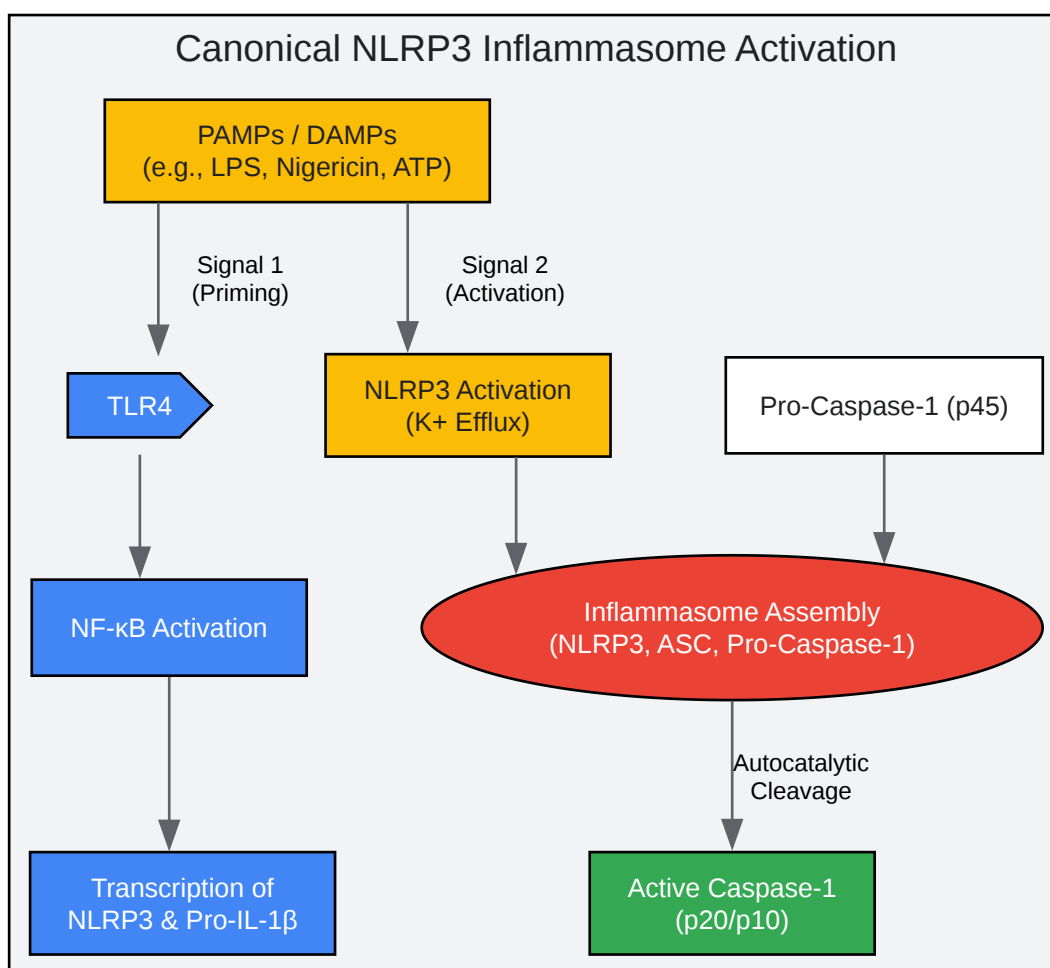 Canonical NLRP3 Inflammasome Activation
PAMPs / DAMPs
(e.g., LPS, Nigericin, ATP)
Signal 1
(Priming)
Signal 2
(Activation)
TLR4
NLRP3 Activation
(K+ Efflux)
Pro-Caspase-1 (p45)
NF-κB Activation
Inflammasome Assembly
(NLRP3, ASC, Pro-Caspase-1)
Autocatalytic
Cleavage
Transcription of
NLRP3 & Pro-IL-1β
Active Caspase-1
(p20/p10)